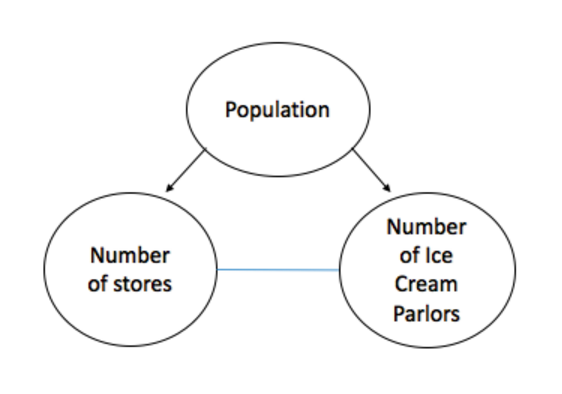 Population
Number
of stores
Number
of Ice
Cream
Parlors